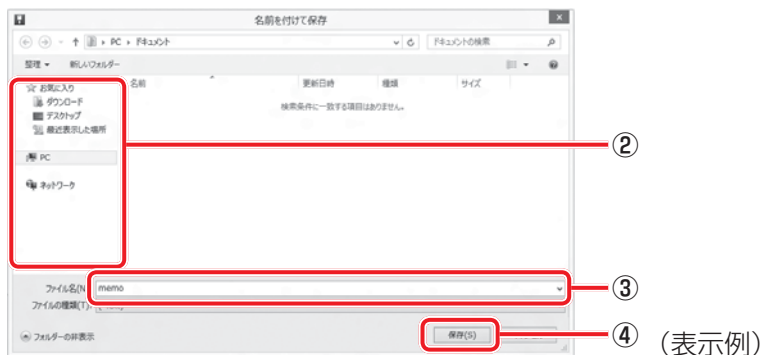 名前を付けて保存
PC ▸ ドキュメント
ドキュメントの検索
整理
新しいフォルダー
名前
更新日時
種類
サイズ
検索条件に一致する項目はありません。
お気に入り
ダウンロード
デスクトップ
最近表示した場所
PC
ネットワーク
②
ファイル名(N
memo
③
ファイルの種類(T):
フォルダーの非表示
保存(S)
④
(表示例)